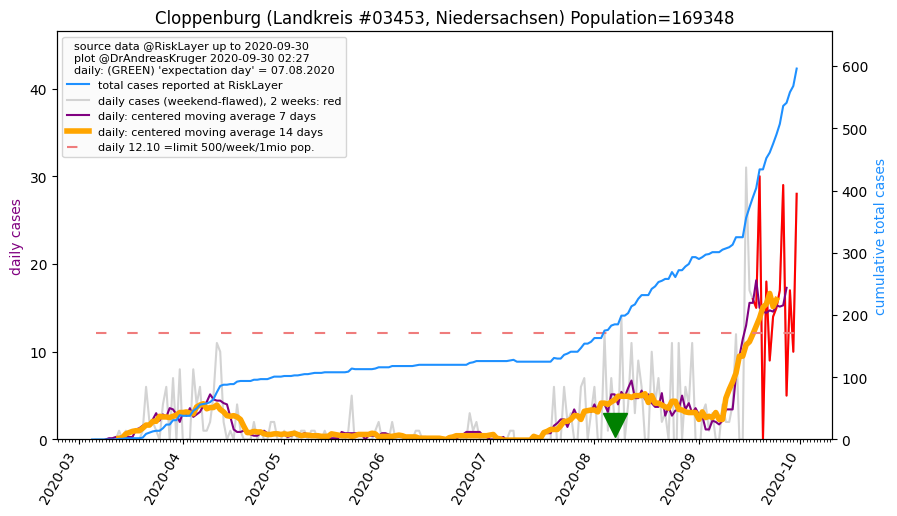 Cloppenburg (Landkreis #03453, Niedersachsen) Population=169348
source data @RiskLayer up to 2020-09-30
plot @DrAndreasKruger 2020-09-30 02:27
daily: (GREEN) 'expectation day' = 07.08.2020
total cases reported at RiskLayer
daily cases (weekend-flawed), 2 weeks: red
daily: centered moving average 7 days
daily: centered moving average 14 days
daily 12.10 =limit 500/week/1mio pop.
daily cases
40
30
20
10
0
cumulative total cases
600
500
400
300
200
100
0
2020-03
2020-04
2020-05
2020-06
2020-07
2020-08
2020-09
2020-10